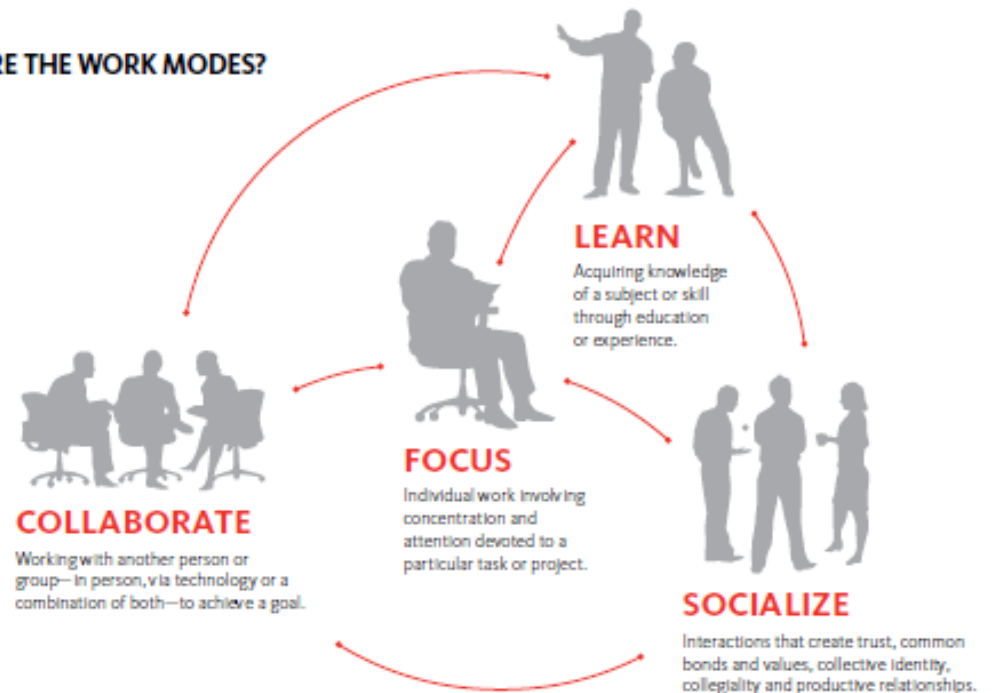 RE THE WORK MODES?
LEARN
Acquiring knowledge
of a subject or skill
through education
or experience.
FOCUS
Individual work involving
concentration and
attention devoted to a
particular task or project.
COLLABORATE
Working with another person or
group—in person, via technology or a
combination of both—to achieve a goal.
SOCIALIZE
Interactions that create trust, common
bonds and values, collective identity,
collegiality and productive relationships.